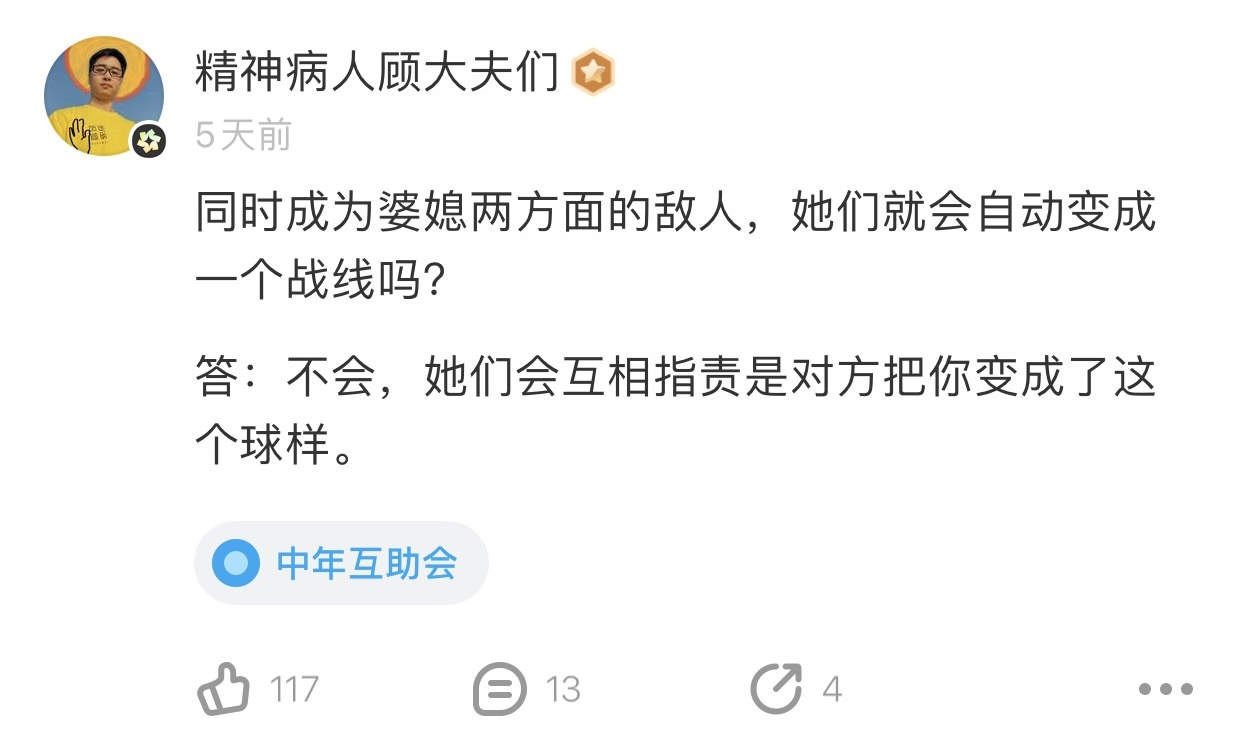 精神病人顾大夫们
5天前
同时成为婆媳两方面的敌人，她们就会自动变成
一个战线吗？
答：不会，她们会互相指责是对方把你变成了这
个球样。
中年互助会
117
13
4